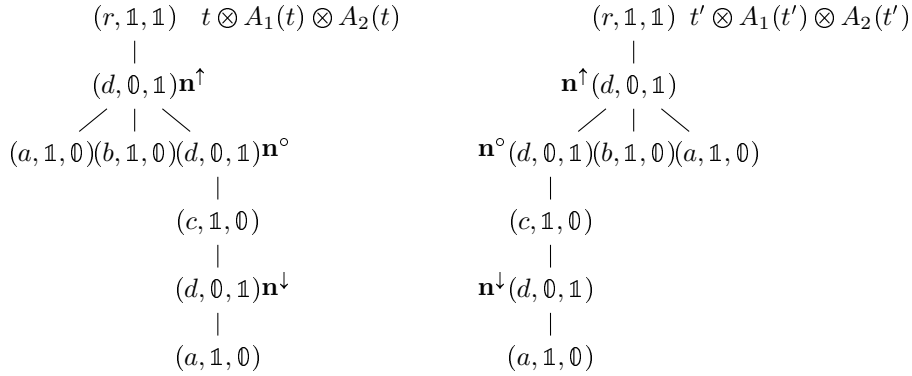 (r, 𝟙, 𝟙) t ⊗ A₁(t) ⊗ A₂(t) (r, 𝟙, 𝟙) t′ ⊗ A₁(t′) ⊗ A₂(t′)
(d, 𝟘, 𝟙)n↑ n↑(d, 𝟘, 𝟙)
(a, 𝟙, 𝟘)(b, 𝟙, 𝟘)(d, 𝟘, 𝟙)n° n°(d, 𝟘, 𝟙)(b, 𝟙, 𝟘)(a, 𝟙, 𝟘)
(c, 𝟙, 𝟘) (c, 𝟙, 𝟘)
(d, 𝟘, 𝟙)n↓ n↓(d, 𝟘, 𝟙)
(a, 𝟙, 𝟘) (a, 𝟙, 𝟘)